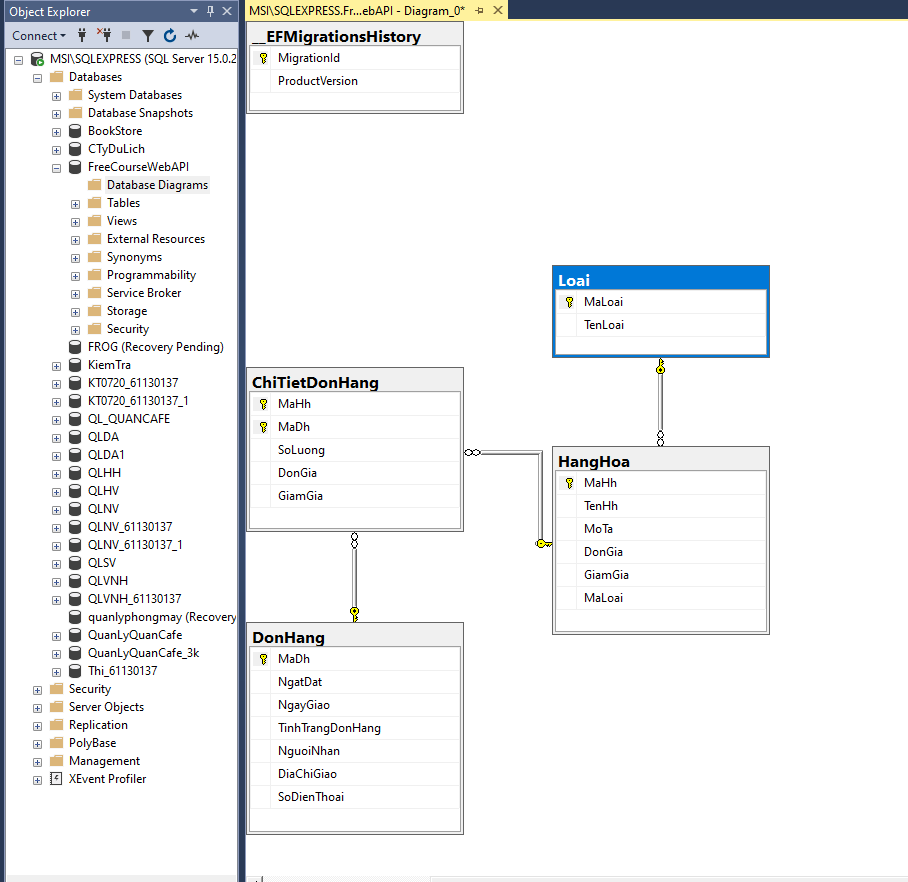 Object Explorer
Connect
MSI\SQLEXPRESS (SQL Server 15.0.2
Databases
System Databases
Database Snapshots
BookStore
CTyDuLich
FreeCourseWebAPI
Database Diagrams
Tables
Views
External Resources
Synonyms
Programmability
Service Broker
Storage
Security
FROG (Recovery Pending)
KiemTra
KT0720_61130137
KT0720_61130137_1
QL_QUANCAFE
QLDA
QLDA1
QLHH
QLHV
QLNV
QLNV_61130137
QLNV_61130137_1
QLSV
QLVNH
QLVNH_61130137
quanlyphongmay (Recovery
QuanLyQuanCafe
QuanLyQuanCafe_3k
Thi_61130137
Security
Server Objects
Replication
PolyBase
Management
XEvent Profiler
MSI\SQLEXPRESS.Fr...ebAPI - Diagram_0*
__EFMigrationsHistory
MigrationId
ProductVersion
Loai
MaLoai
TenLoai
ChiTietDonHang
MaHh
MaDh
SoLuong
DonGia
GiamGia
HangHoa
MaHh
TenHh
MoTa
DonGia
GiamGia
MaLoai
DonHang
MaDh
NgatDat
NgayGiao
TinhTrangDonHang
NguoiNhan
DiaChiGiao
SoDienThoai